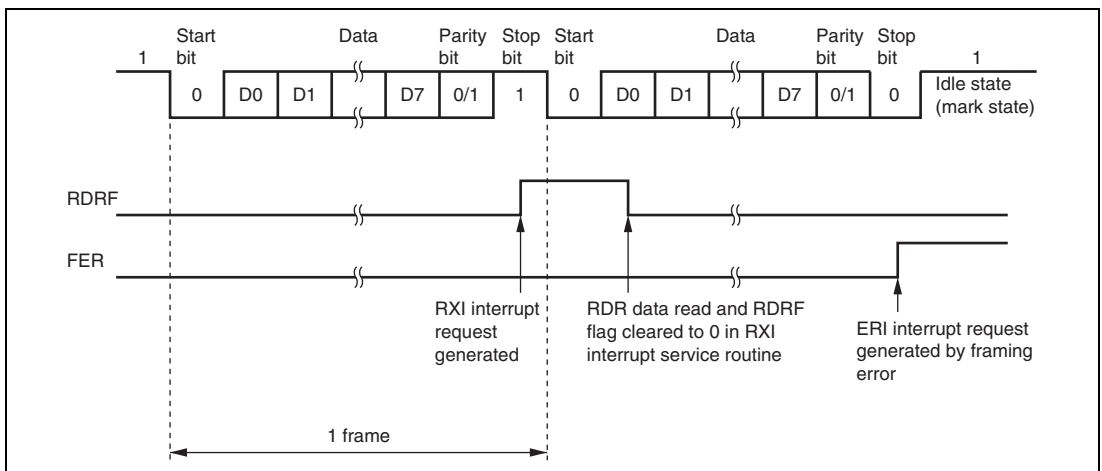 Start bit
Data
Parity bit
Stop bit
Start bit
Data
Parity bit
Stop bit
1
1
0
D0
D1
D7
0/1
1
0
D0
D1
D7
0/1
0
Idle state
(mark state)
RDRF
FER
RXI interrupt
request
generated
RDR data read and RDRF
flag cleared to 0 in RXI
interrupt service routine
ERI interrupt request
generated by framing
error
1 frame